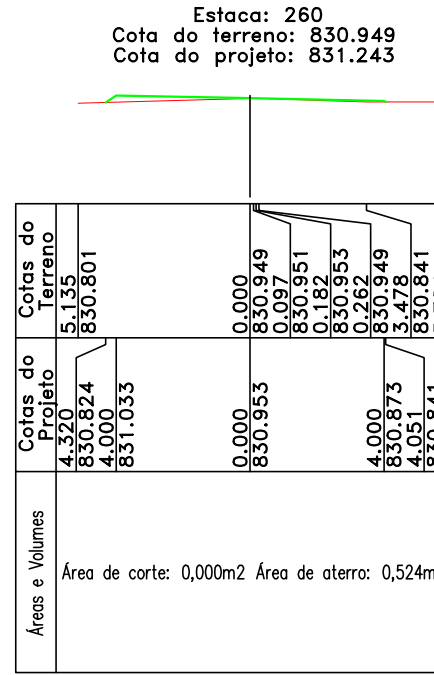 Estaca: 260
Cota do terreno: 830.949
Cota do projeto: 831.243
Cotas do
Terreno
5.135
830.801
0.000
830.949
0.097
830.951
0.182
830.953
0.262
830.949
3.478
830.841
Cotas do
Projeto
4.320
830.824
4.000
831.033
0.000
830.953
4.000
830.873
4.051
830.841
Áreas e Volumes
Área de corte: 0,000m2 Área de aterro: 0,524m